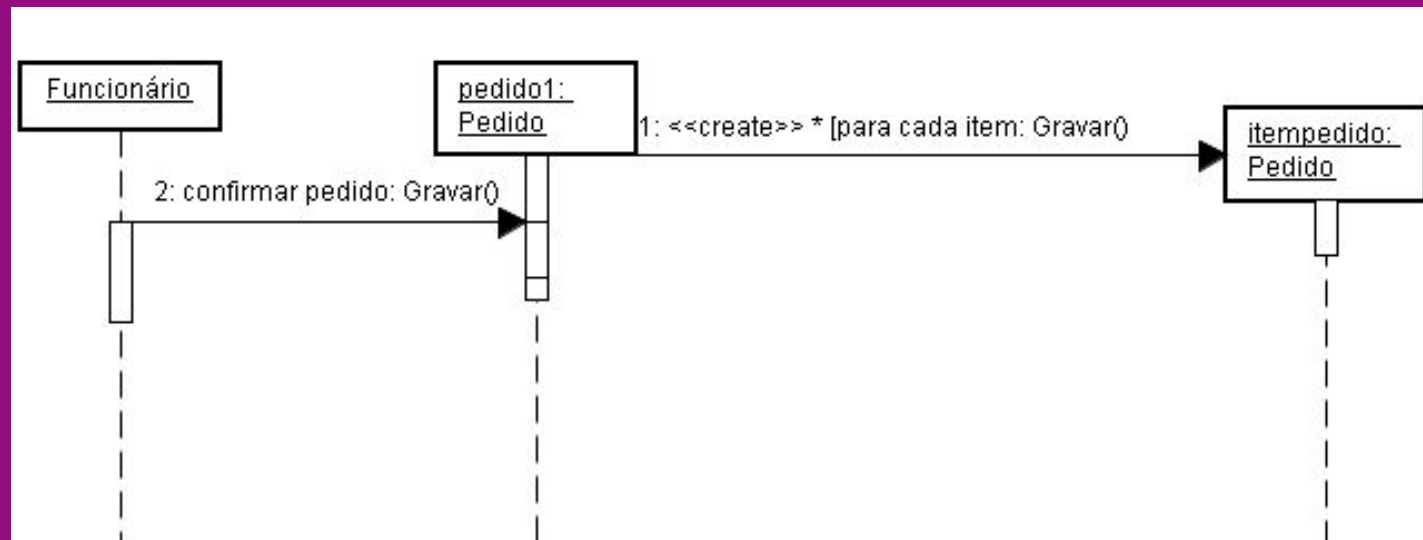 Funcionário
pedido1:
Pedido
1: <<create>> * [para cada item: Gravar()
itempedido:
Pedido
2: confirmar pedido: Gravar()